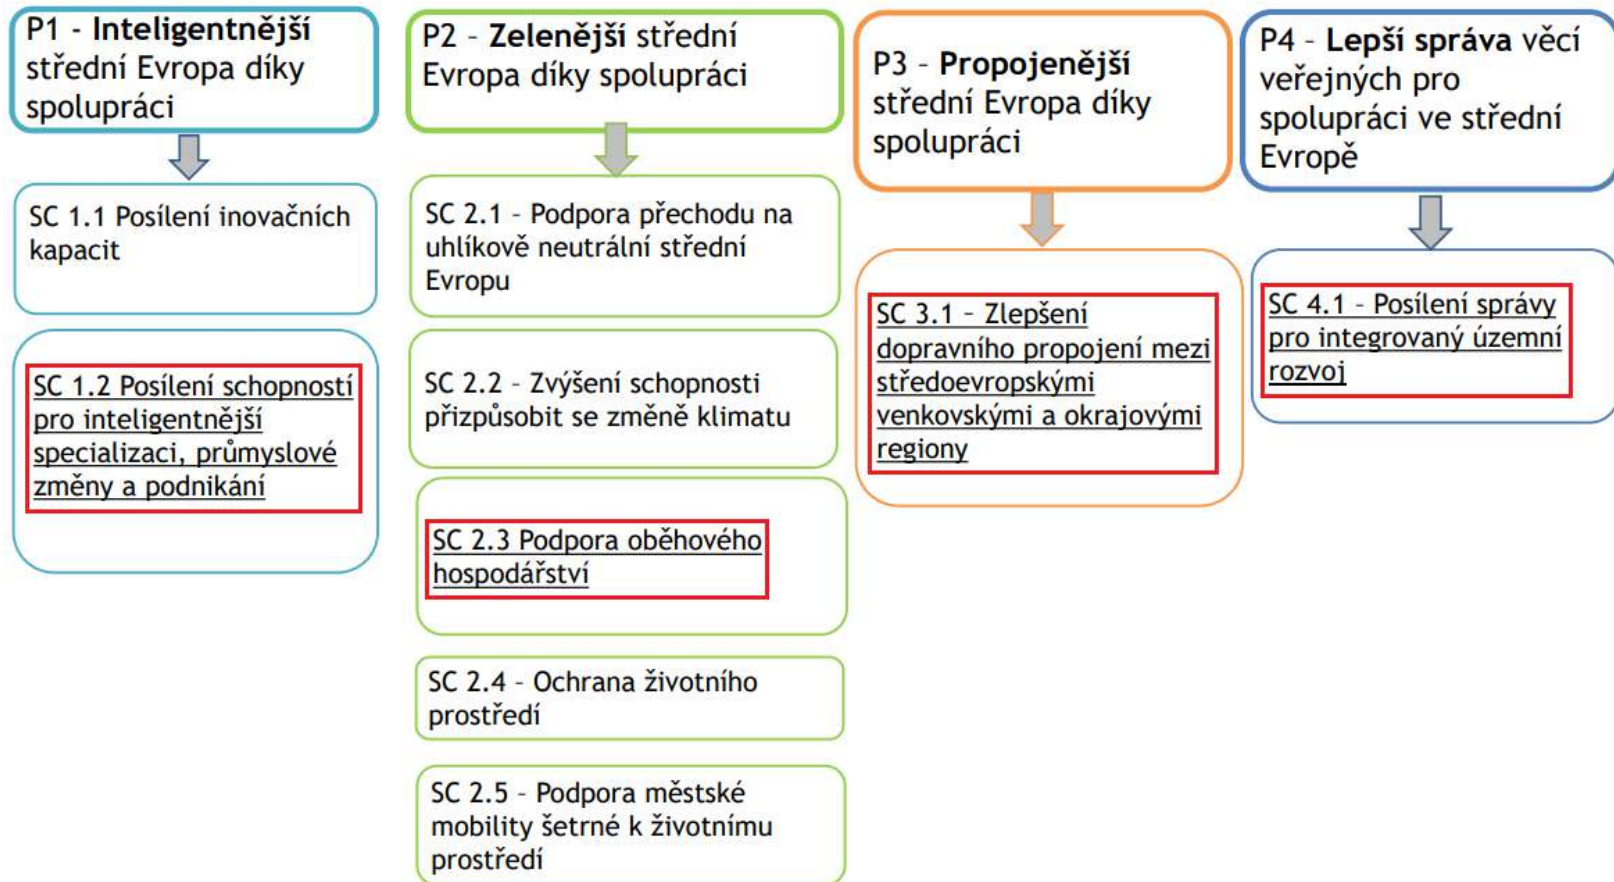 P1 - Inteligentnější
střední Evropa díky
spolupráci
SC 1.1 Posílení inovačních
kapacit
SC 1.2 Posílení schopností
pro inteligentnější
specializaci, průmyslové
změny a podnikání
P2 – Zelenější střední
Evropa díky spolupráci
SC 2.1 – Podpora přechodu na
uhlíkově neutrální střední
Evropu
SC 2.2 – Zvýšení schopnosti
přizpůsobit se změně klimatu
SC 2.3 Podpora oběhového
hospodářství
SC 2.4 – Ochrana životního
prostředí
SC 2.5 – Podpora městské
mobility šetrné k životnímu
prostředí
P3 – Propojenější
střední Evropa díky
spolupráci
SC 3.1 – Zlepšení
dopravního propojení mezi
středoevropskými
venkovskými a okrajovými
regiony
P4 – Lepší správa věcí
veřejných pro
spolupráci ve střední
Evropě
SC 4.1 – Posílení správy
pro integrovaný územní
rozvoj